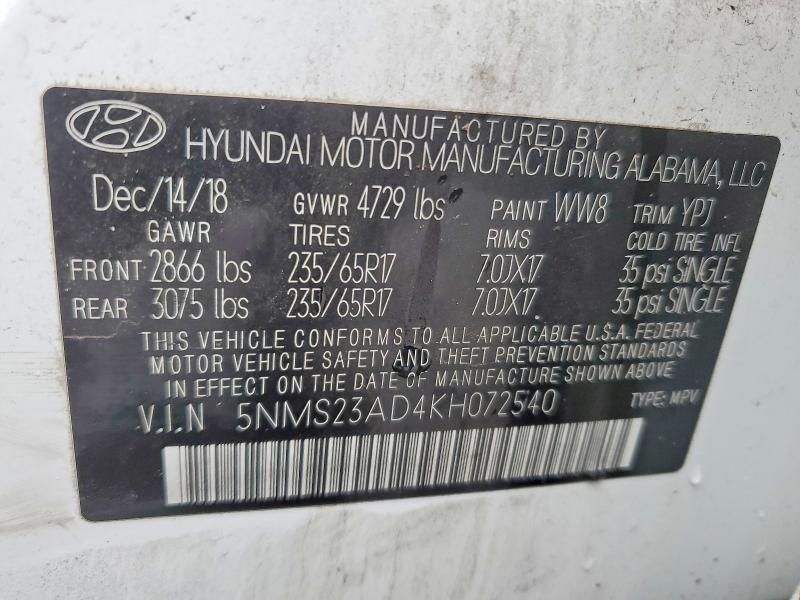 MANUFACTURED BY
HYUNDAI MOTOR MANUFACTURING ALABAMA, LLC
Dec/14/18 GVWR 4729 lbs PAINT WW8 TRIM YPJ
GAWR TIRES RIMS COLD TIRE INFL
FRONT 2866 lbs 235/65R17 7.0JX17 35 psi SINGLE
REAR 3075 lbs 235/65R17 7.0JX17 35 psi SINGLE
THIS VEHICLE CONFORMS TO ALL APPLICABLE U.S.A. FEDERAL
MOTOR VEHICLE SAFETY AND THEFT PREVENTION STANDARDS
IN EFFECT ON THE DATE OF MANUFACTURE SHOWN ABOVE.
V.I.N 5NMS23AD4KH072540 TYPE: MPV